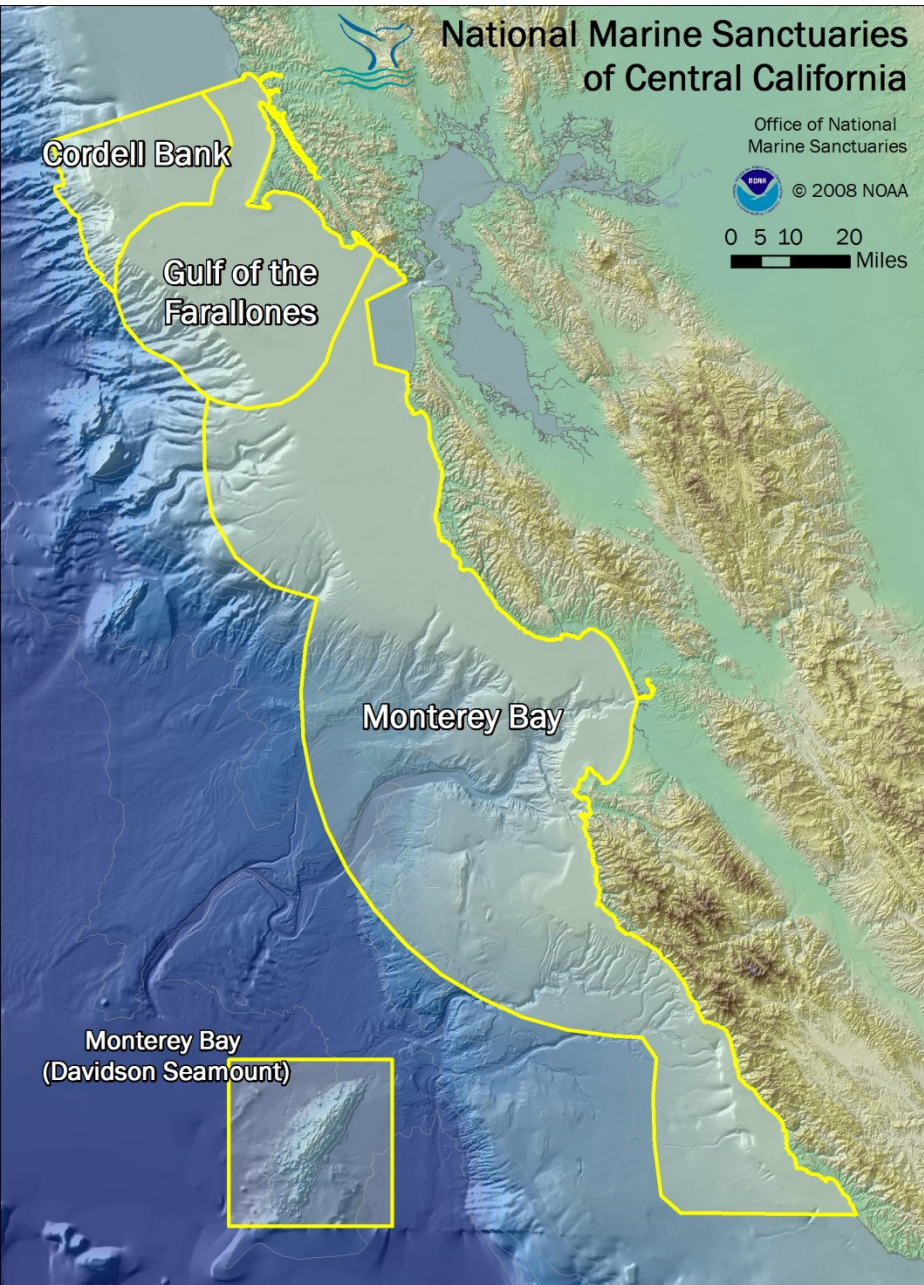 National Marine Sanctuaries
of Central California
Office of National
Marine Sanctuaries
NOAA
© 2008 NOAA
0 5 10 20
Miles
Cordell Bank
Gulf of the
Farallones
Monterey Bay
Monterey Bay
(Davidson Seamount)